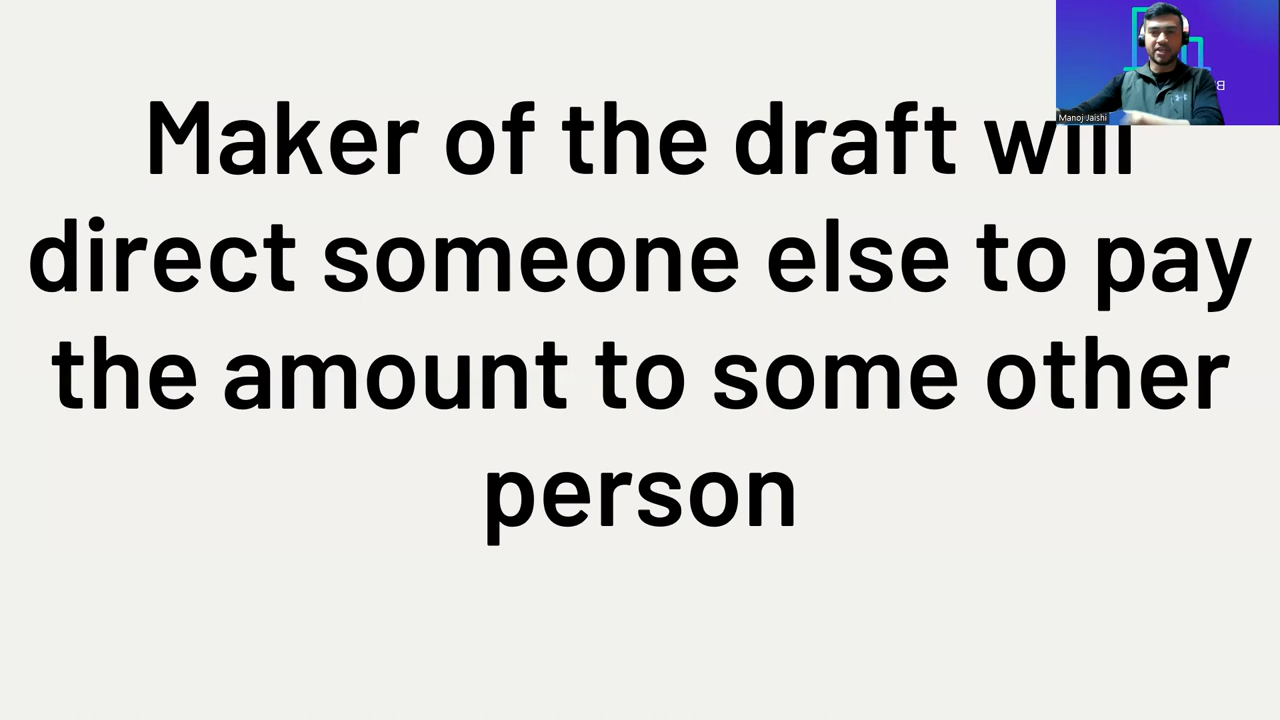 Maker of the draft will
direct someone else to pay
the amount to some other
person
Manoj Jaishi